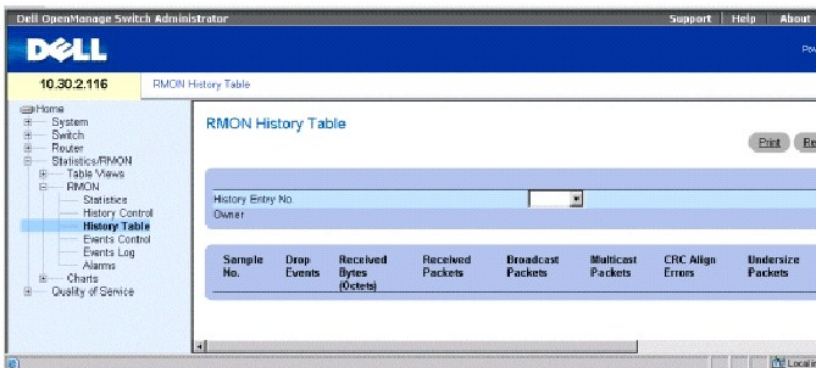 Dell OpenManage Switch Administrator
Support Help About
DELL
10.30.2.116
RMON History Table
Home
System
Switch
Router
Statistics/RMON
Table Views
RMON
Statistics
History Control
History Table
Events Control
Events Log
Alarms
Charts
Quality of Service
RMON History Table
Print
History Entry No.
Owner
Sample No.
Drop Events
Received Bytes (Octets)
Received Packets
Broadcast Packets
Multicast Packets
CRC Align Errors
Undersize Packets